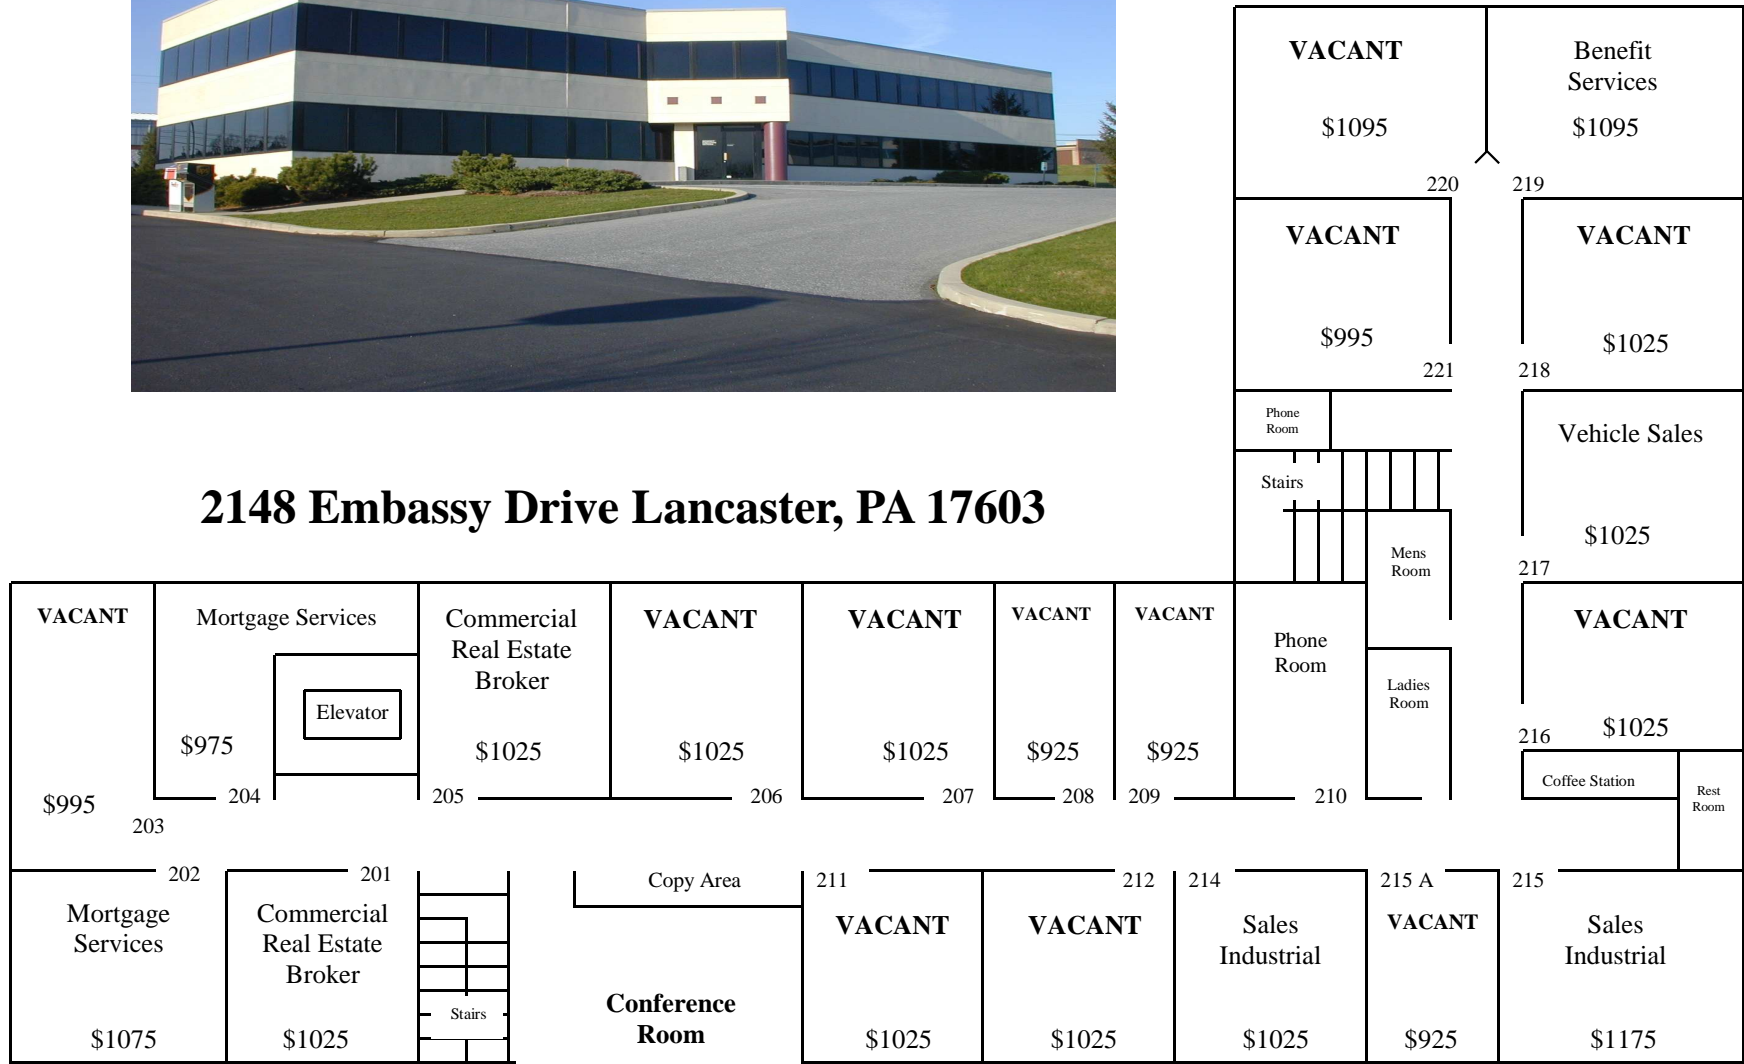 VACANT
$1095
220
Benefit
Services
$1095
219
VACANT
$995
221
VACANT
$1025
218
Phone
Room
Vehicle Sales
$1025
217
Stairs
Mens
Room
2148 Embassy Drive Lancaster, PA 17603
VACANT
$995
203
Mortgage Services
Elevator
$975
204
Commercial
Real Estate
Broker
$1025
205
VACANT
$1025
206
VACANT
$1025
207
VACANT
$925
208
VACANT
$925
209
Phone
Room
210
Ladies
Room
VACANT
$1025
216
Coffee Station
Rest
Room
202
Mortgage
Services
$1075
201
Commercial
Real Estate
Broker
$1025
Stairs
Copy Area
Conference
Room
211
VACANT
$1025
212
VACANT
$1025
214
Sales
Industrial
$1025
215 A
VACANT
$925
215
Sales
Industrial
$1175